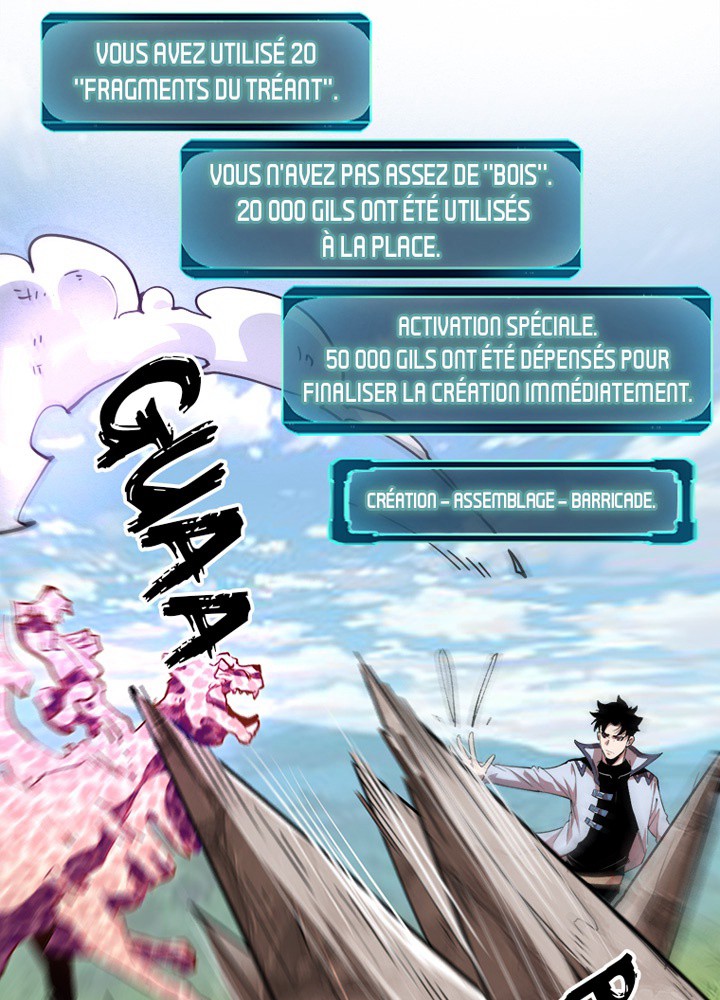 VOUS AVEZ UTILISÉ 20
"FRAGMENTS DU TRÉANT".
VOUS N'AVEZ PAS ASSEZ DE "BOIS".
20 000 GILS ONT ÉTÉ UTILISÉS
À LA PLACE.
ACTIVATION SPÉCIALE.
50 000 GILS ONT ÉTÉ DÉPENSÉS POUR
FINALISER LA CRÉATION IMMÉDIATEMENT.
CRÉATION – ASSEMBLAGE – BARRICADE.
GUAA